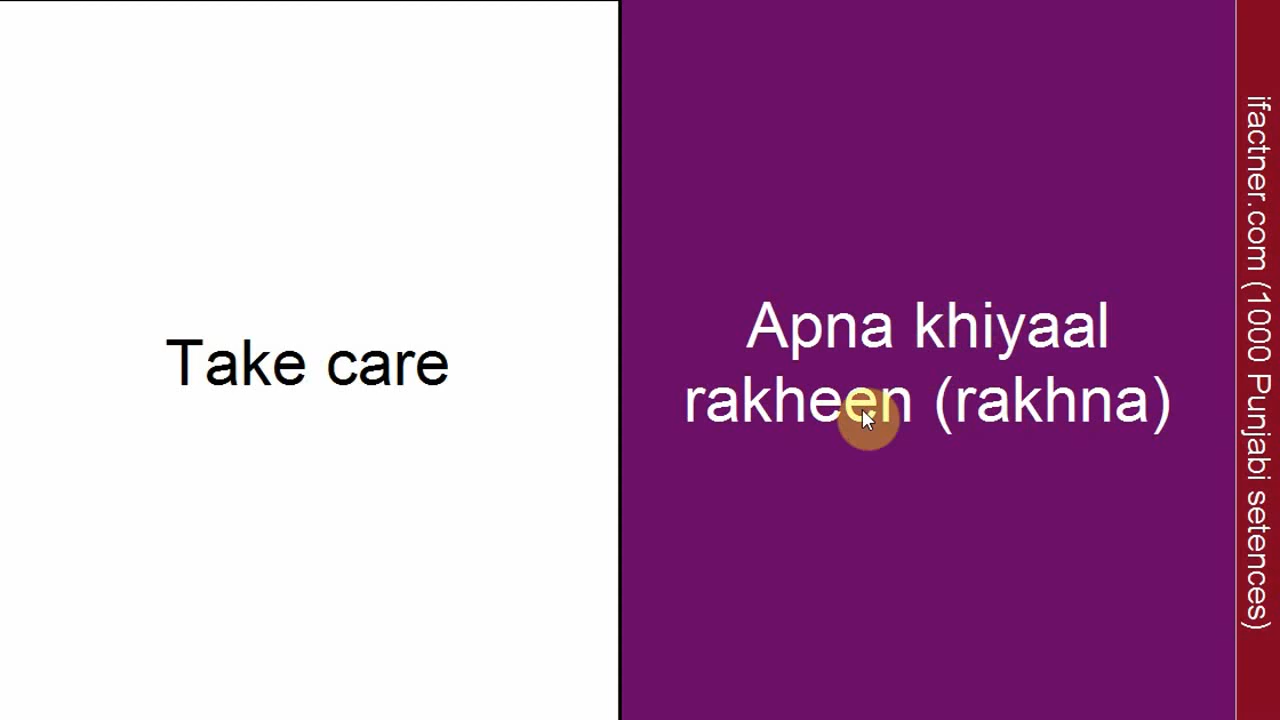 Take care
Apna khiyaal
rakheen (rakhna)
ifactner.com (1000 Punjabi setences)